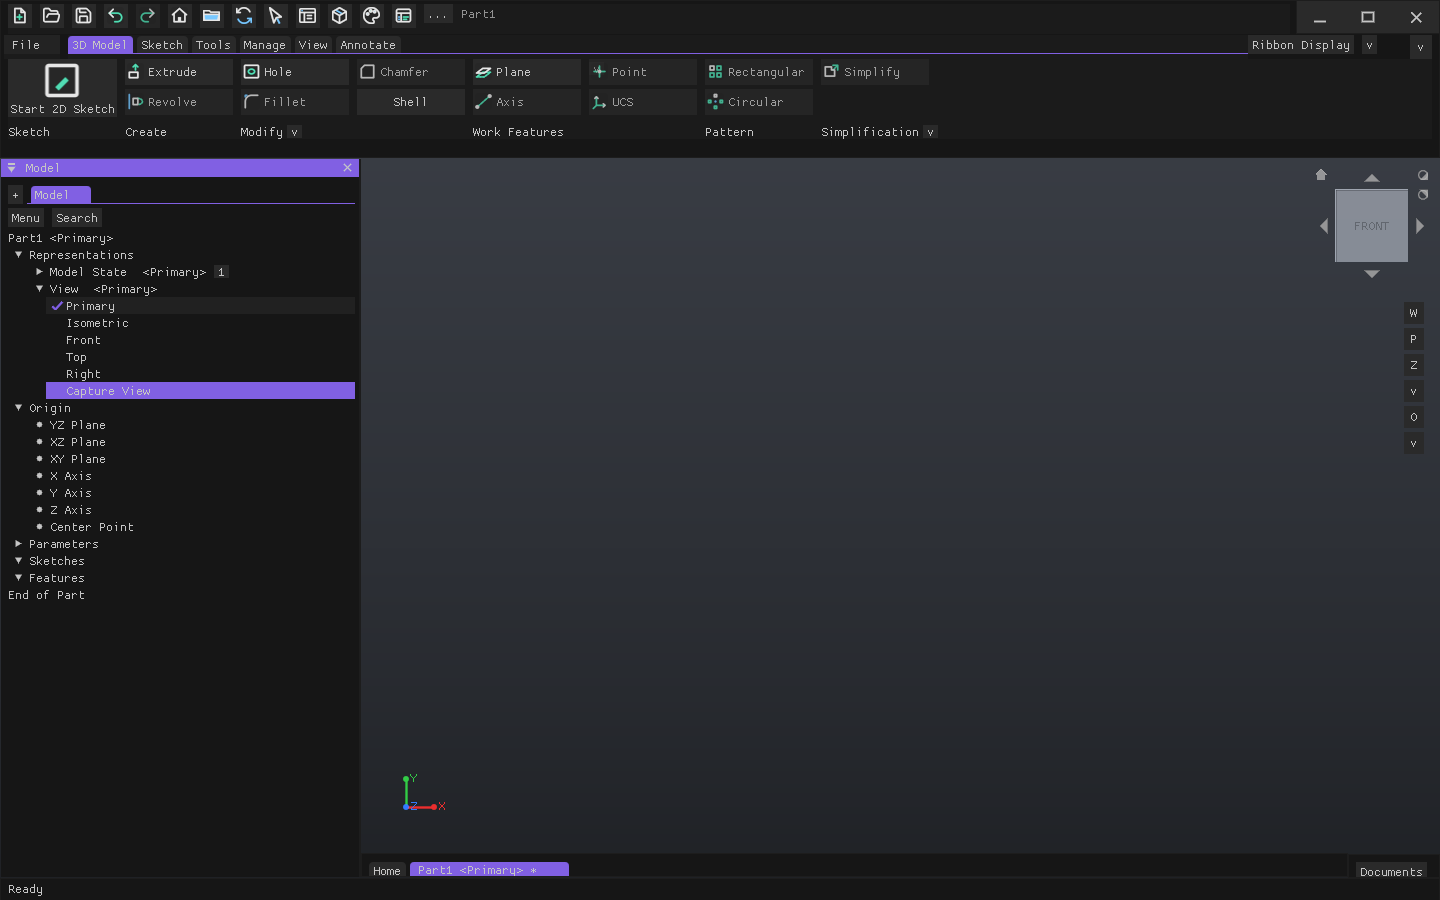 ... Part1
File 3D Model Sketch Tools Manage View Annotate Ribbon Display v v
Start 2D Sketch Extrude Hole Chamfer Plane Point Rectangular Simplify
Revolve Fillet Shell Axis UCS Circular
Sketch Create Modify v Work Features Pattern Simplification v
Model
+ Model
Menu Search
Part1 <Primary>
Representations
Model State <Primary> 1
View <Primary>
Primary
Isometric
Front
Top
Right
Capture View
Origin
YZ Plane
XZ Plane
XY Plane
X Axis
Y Axis
Z Axis
Center Point
Parameters
Sketches
Features
End of Part
FRONT
W
P
Z
v
O
v
Y
Z X
Home Part1 <Primary> * Documents
Ready